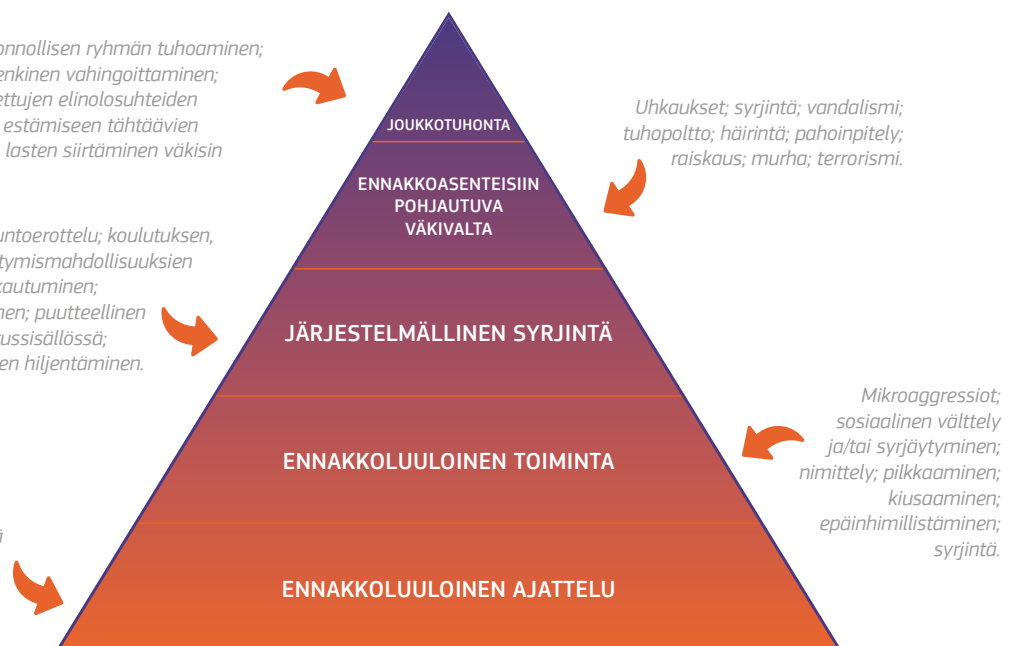 onnollisen ryhmän tuhoaminen;
enkinen vahingoittaminen;
ettujen elinolosuhteiden
estämiseen tähtäävien
lasten siirtäminen väkisin
JOUKKOTUHONTA
Uhkaukset; syrjintä; vandalismi;
tuhopoltto; häirintä; pahoinpitely;
raiskaus; murha; terrorismi.
ENNAKKOASENTEISIIN
POHJAUTUVA
VÄKIVALTA
untoerottelu; koulutuksen,
tymismahdollisuuksien
kautuminen;
nen; puutteellinen
ussisällössä;
en hiljentäminen.
JÄRJESTELMÄLLINEN SYRJINTÄ
Mikroaggressiot;
sosiaalinen välttely
ja/tai syrjäytyminen;
nimittely; pilkkaaminen;
kiusaaminen;
epäinhimillistäminen;
syrjintä.
ENNAKKOLUULOINEN TOIMINTA
ENNAKKOLUULOINEN AJATTELU